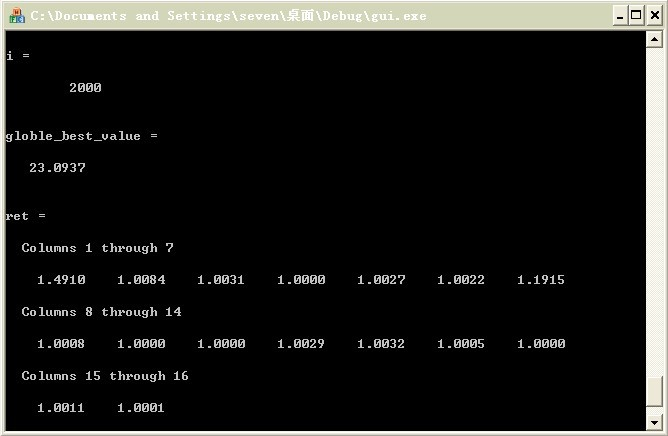 C:\Documents and Settings\seven\桌面\Debug\gui.exe
i =
2000
globle_best_value =
23.0937
ret =
Columns 1 through 7
1.4910 1.0084 1.0031 1.0000 1.0027 1.0022 1.1915
Columns 8 through 14
1.0008 1.0000 1.0000 1.0029 1.0032 1.0005 1.0000
Columns 15 through 16
1.0011 1.0001